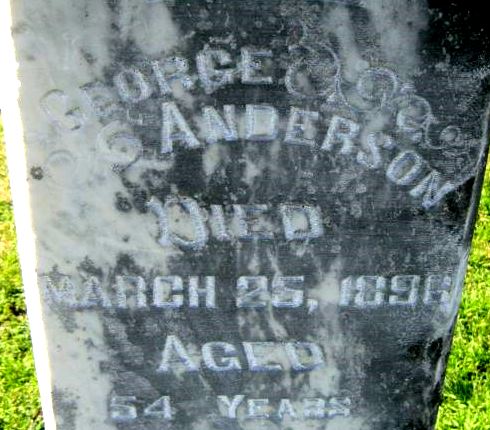 GEORGE
ANDERSON
DIED
MARCH 25, 1898
AGED
54 YEARS